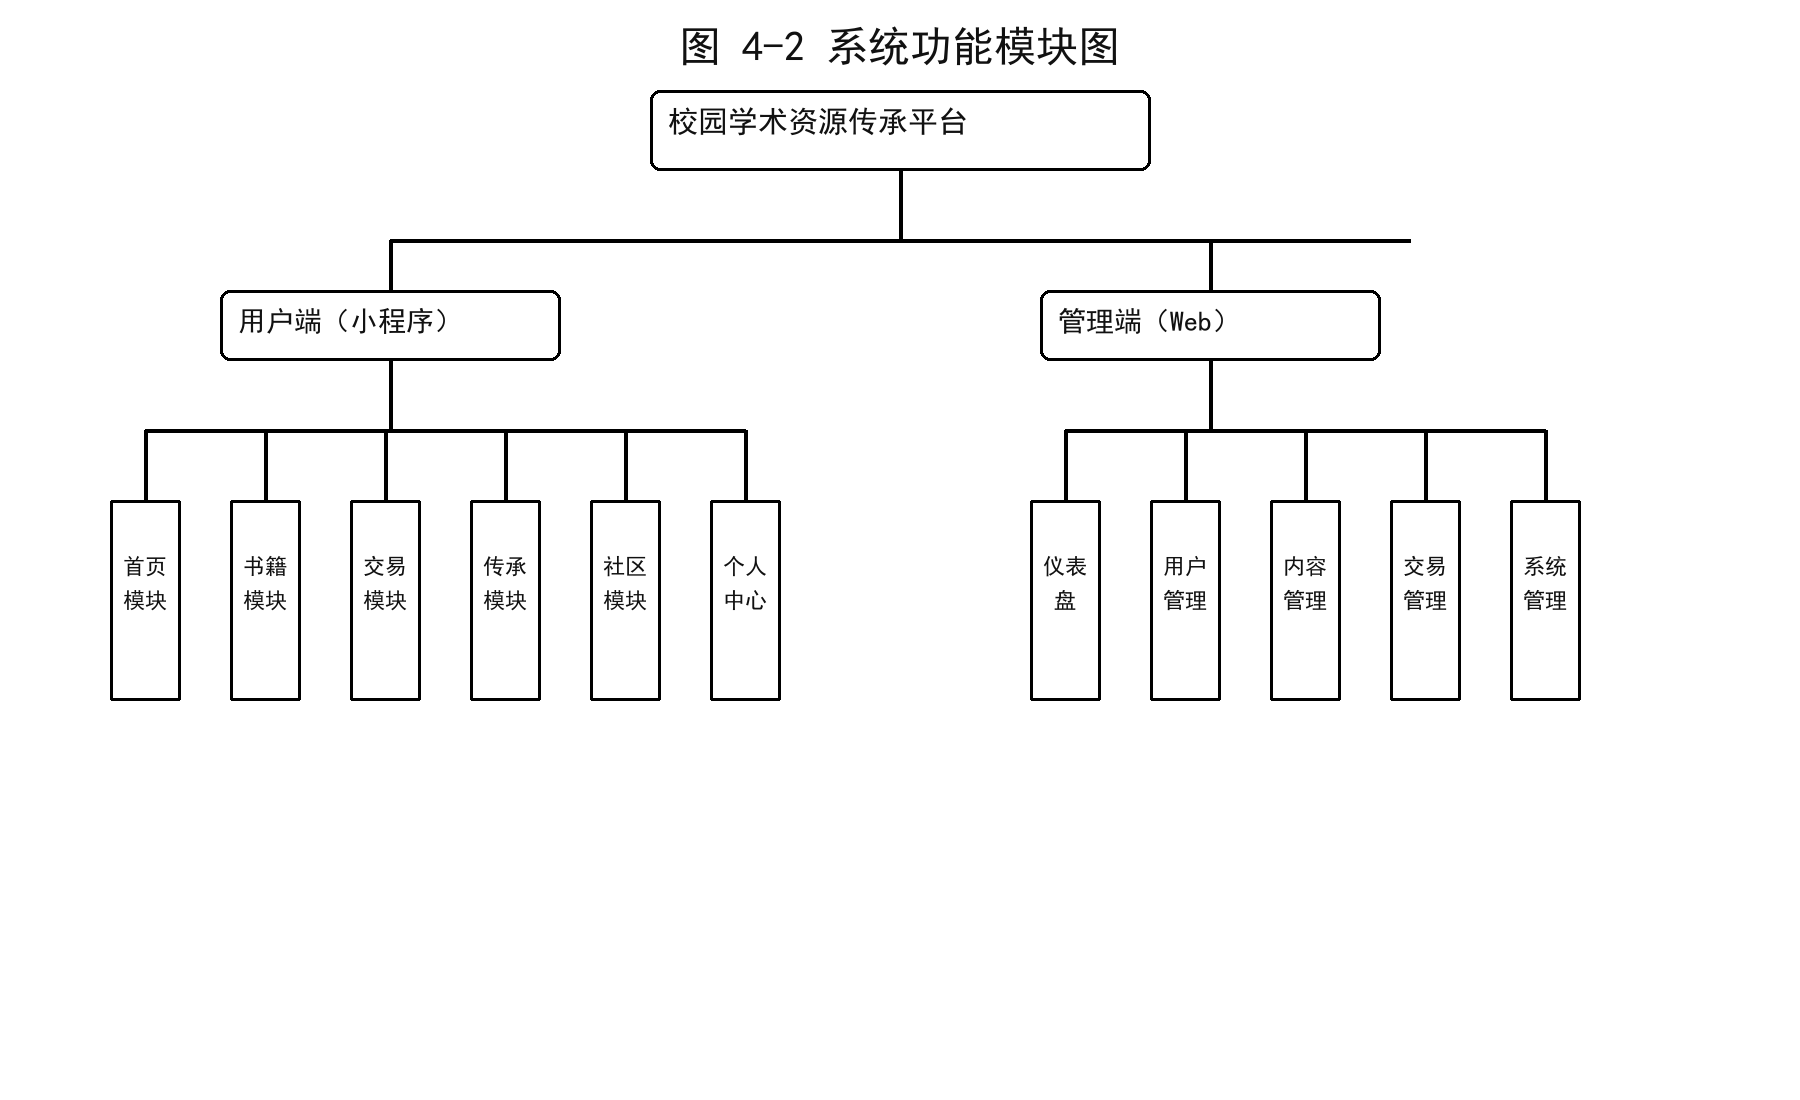 图 4-2 系统功能模块图
校园学术资源传承平台
用户端（小程序）
管理端（Web）
首页
模块
书籍
模块
交易
模块
传承
模块
社区
模块
个人
中心
仪表
盘
用户
管理
内容
管理
交易
管理
系统
管理